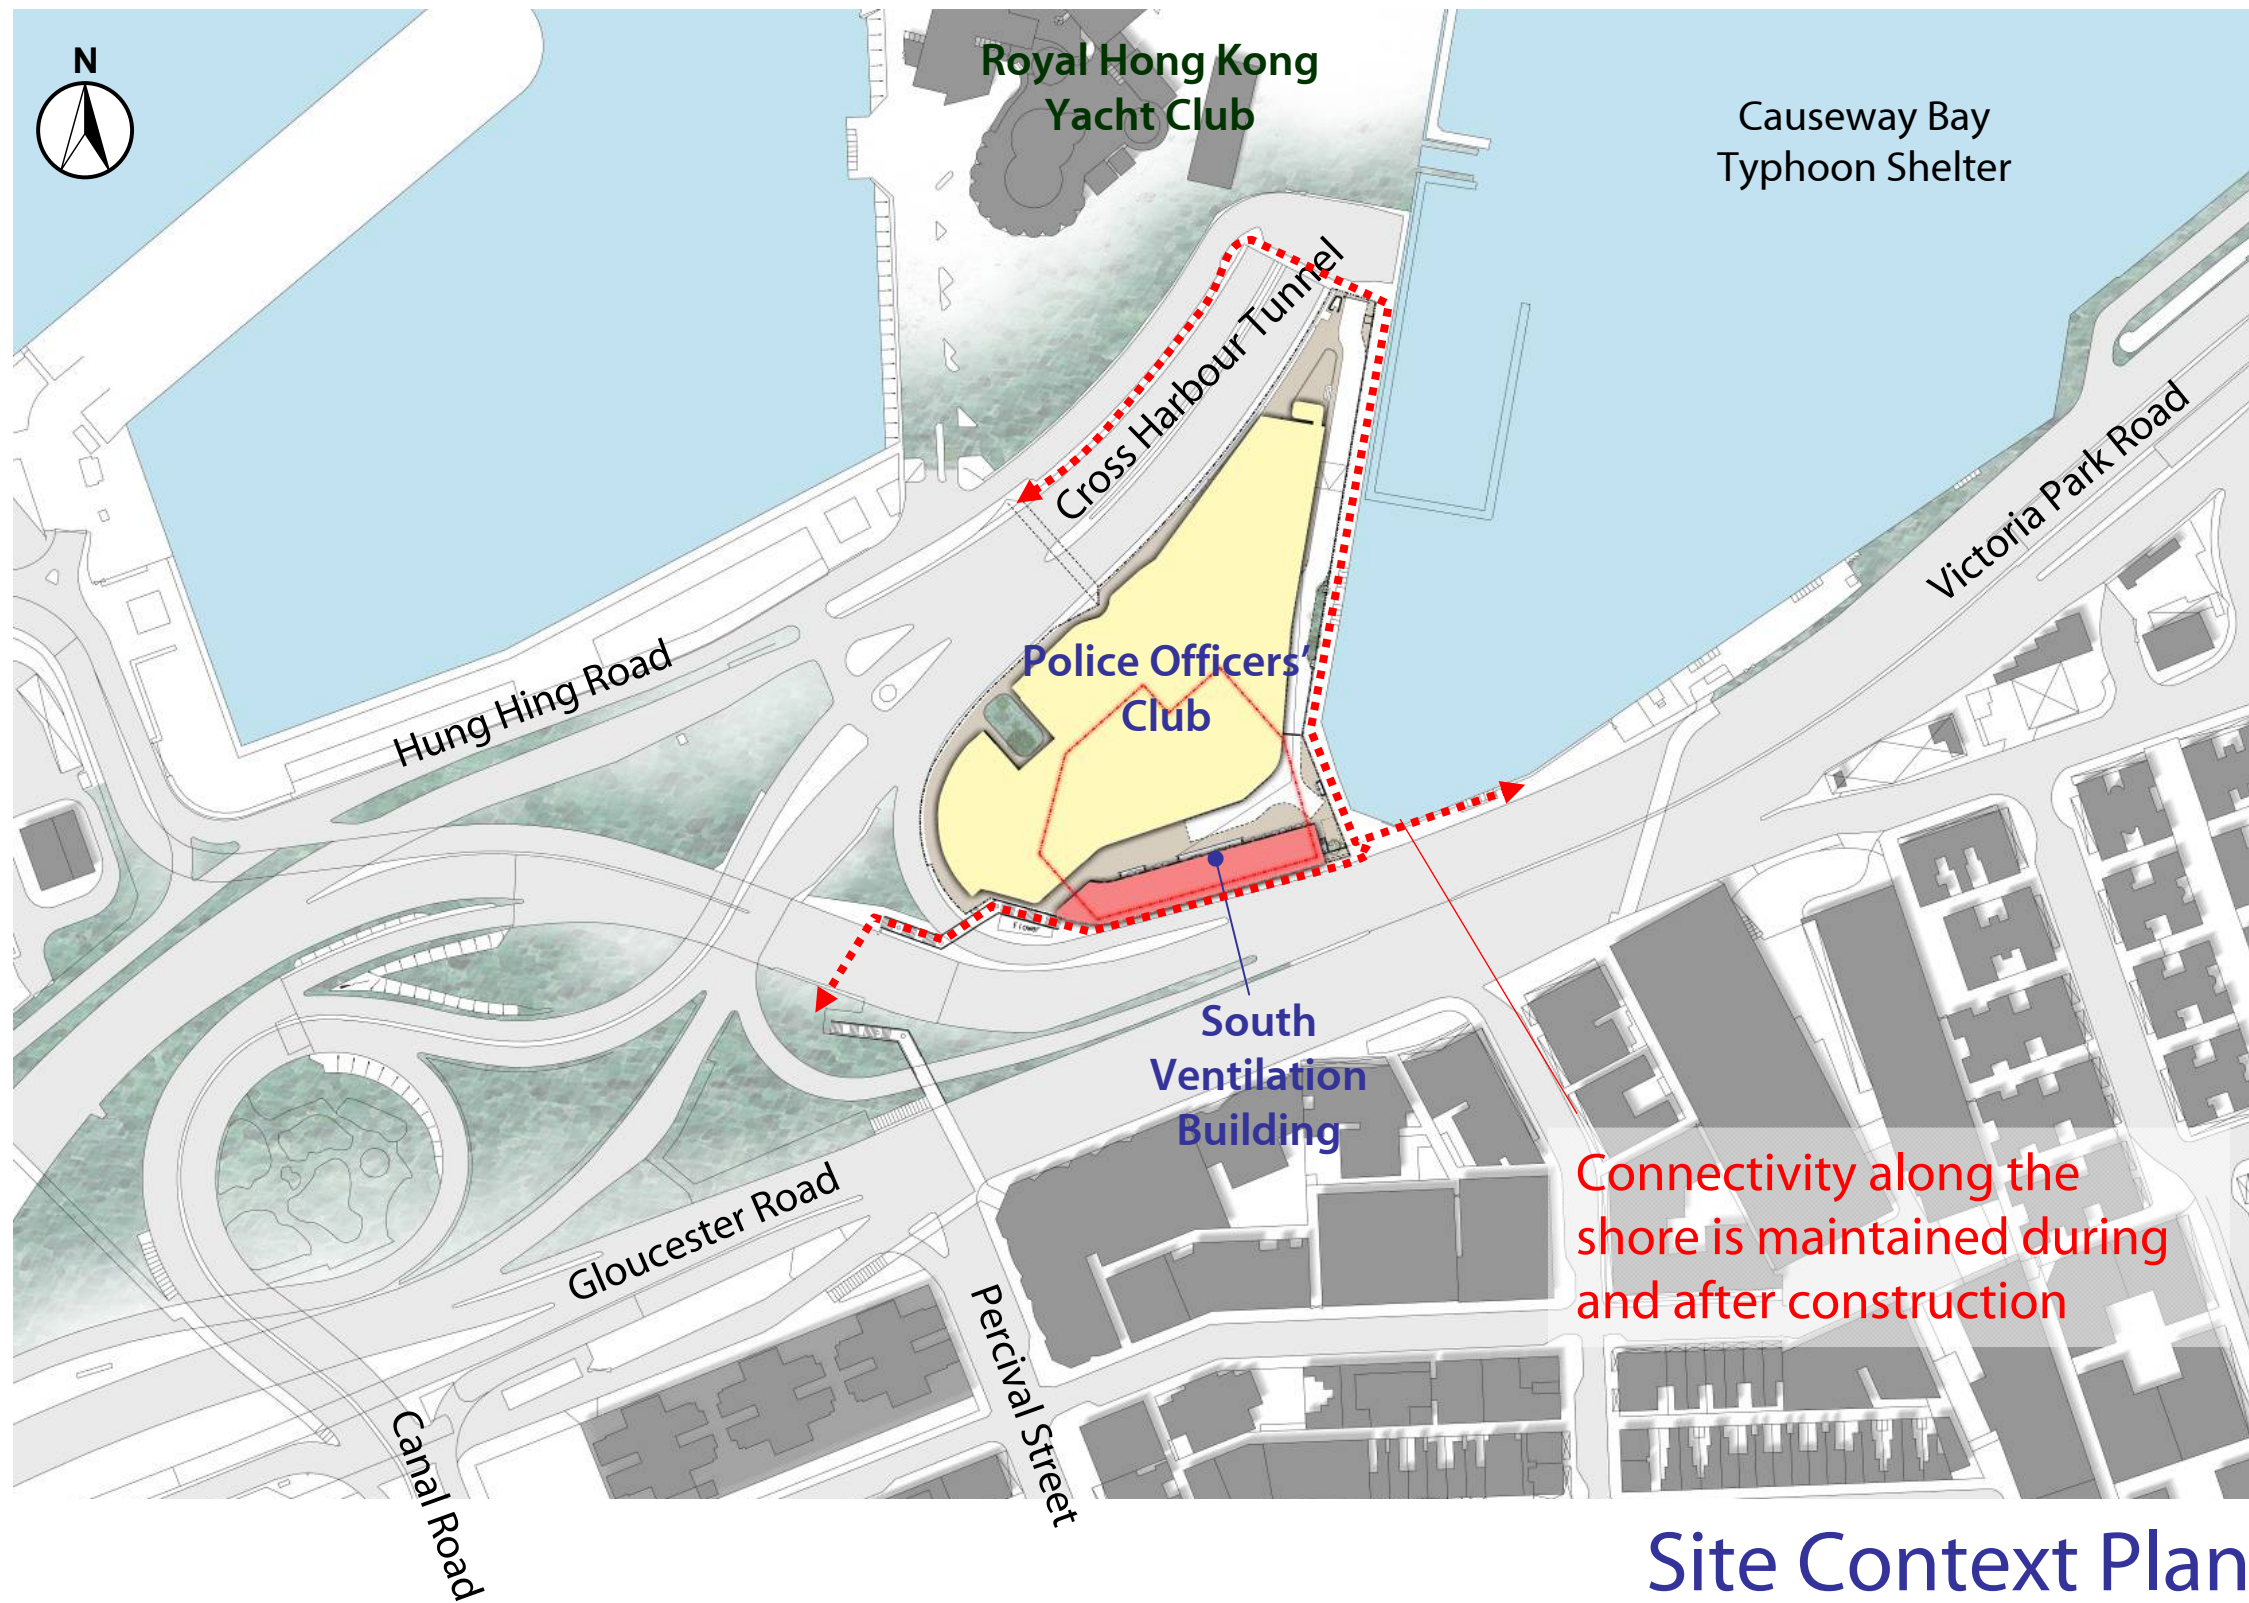 N
Royal Hong Kong
Yacht Club
Causeway Bay
Typhoon Shelter
Cross Harbour Tunnel
Victoria Park Road
Hung Hing Road
Police Officers'
Club
South
Ventilation
Building
Gloucester Road
Percival Street
Canal Road
Connectivity along the
shore is maintained during
and after construction
Site Context Plan